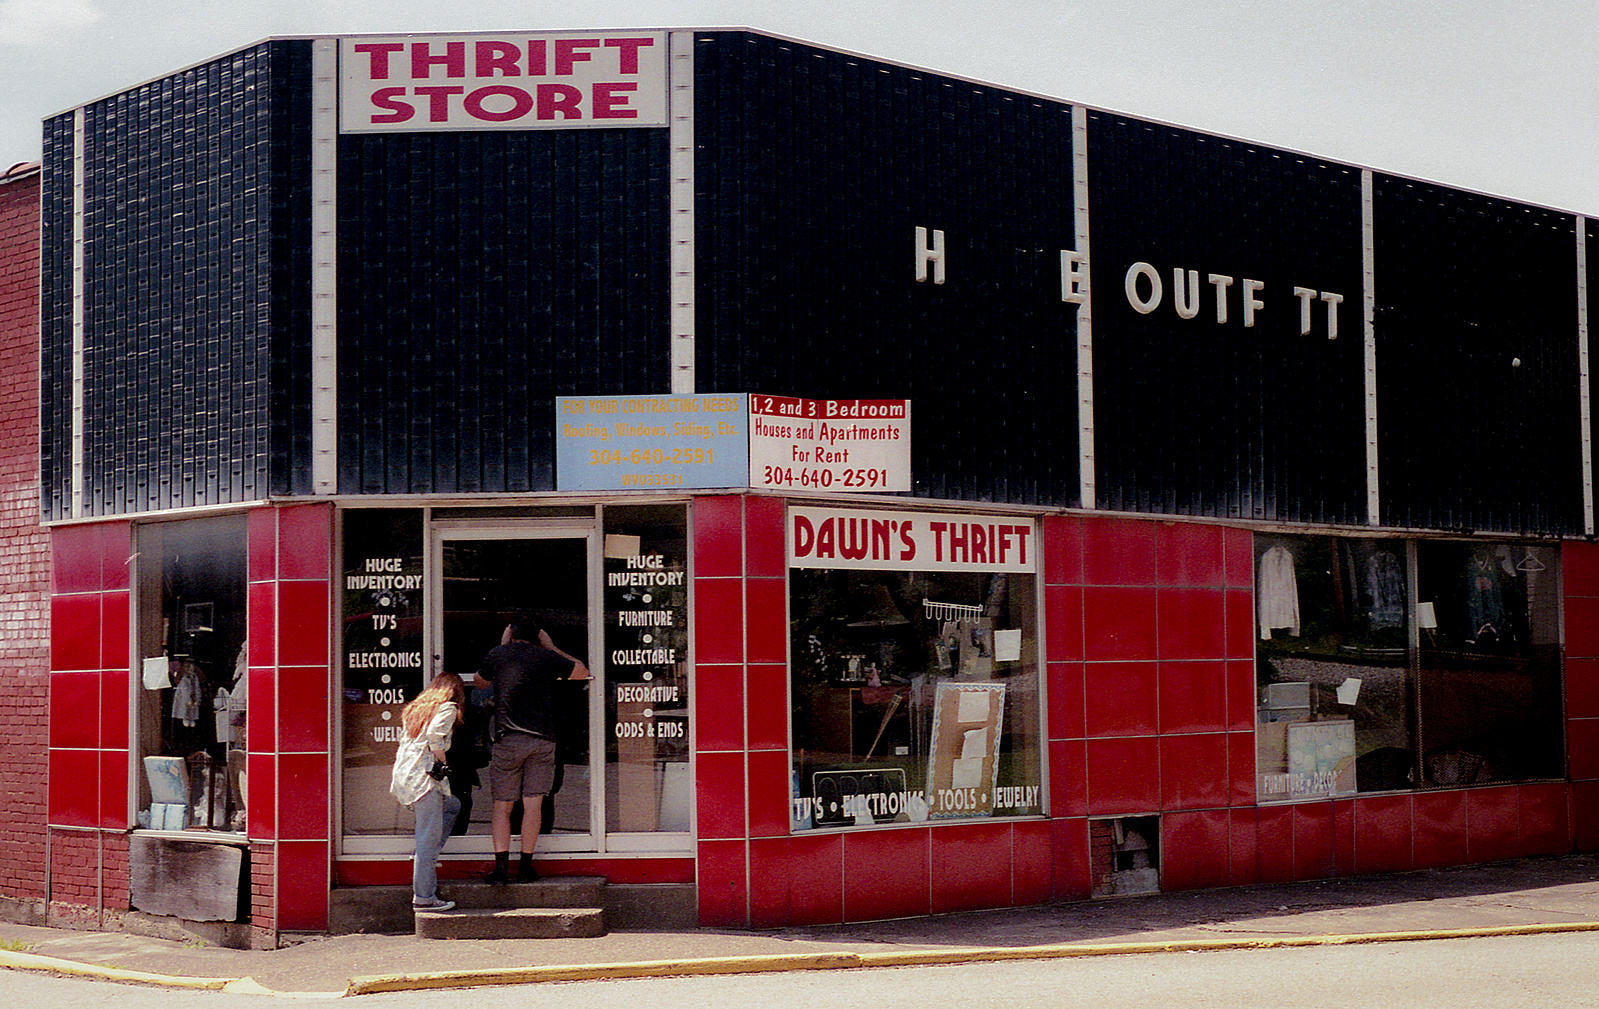 THRIFT
STORE
H E OUTF TT
FOR YOUR CONTRACTING NEEDS
Roofing, Windows, Siding, Etc.
304-640-2591
1,2 and 3 Bedroom
Houses and Apartments
For Rent
304-640-2591
DAWN'S THRIFT
HUGE
INVENTORY
TV'S
ELECTRONICS
TOOLS
HUGE
INVENTORY
FURNITURE
COLLECTABLE
DECORATIVE
ODDS & ENDS
TV'S • ELECTRONICS • TOOLS • JEWELRY
FURNITURE • DECOR